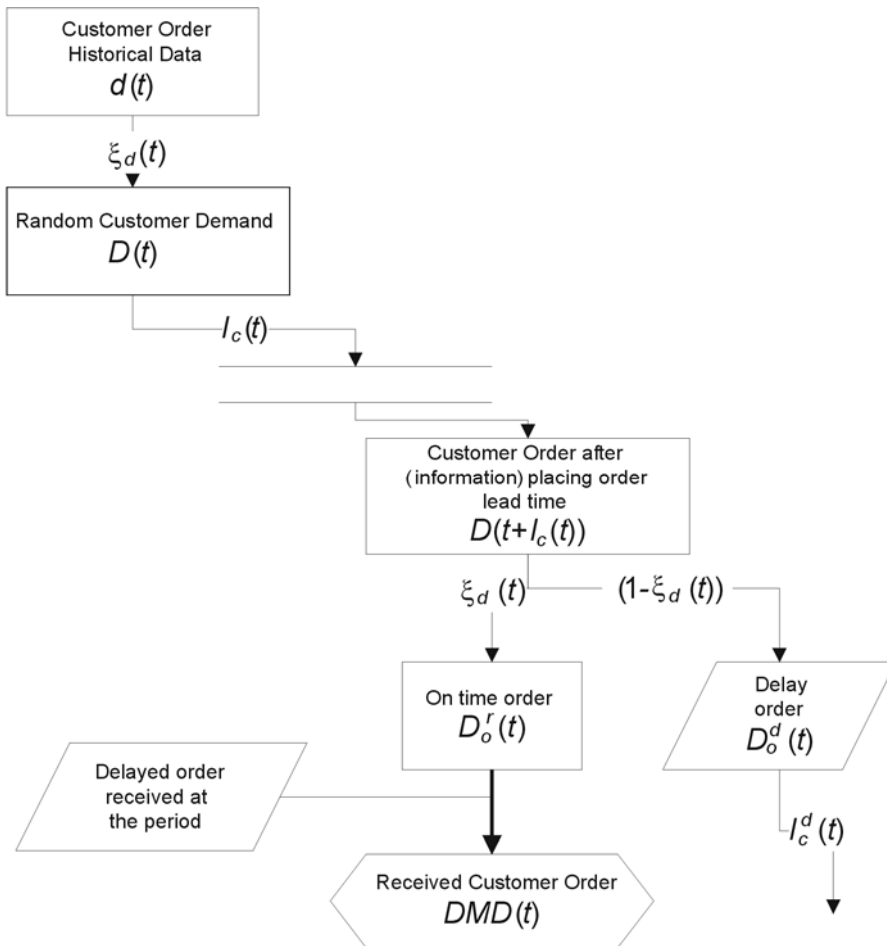 Customer Order
Historical Data
d(t)
ξd(t)
Random Customer Demand
D(t)
lc(t)
Customer Order after
(information) placing order
lead time
D(t+lc(t))
ξd (t)
(1-ξd (t))
On time order
Dor(t)
Delay
order
Dod(t)
Delayed order
received at
the period
lcd(t)
Received Customer Order
DMD(t)